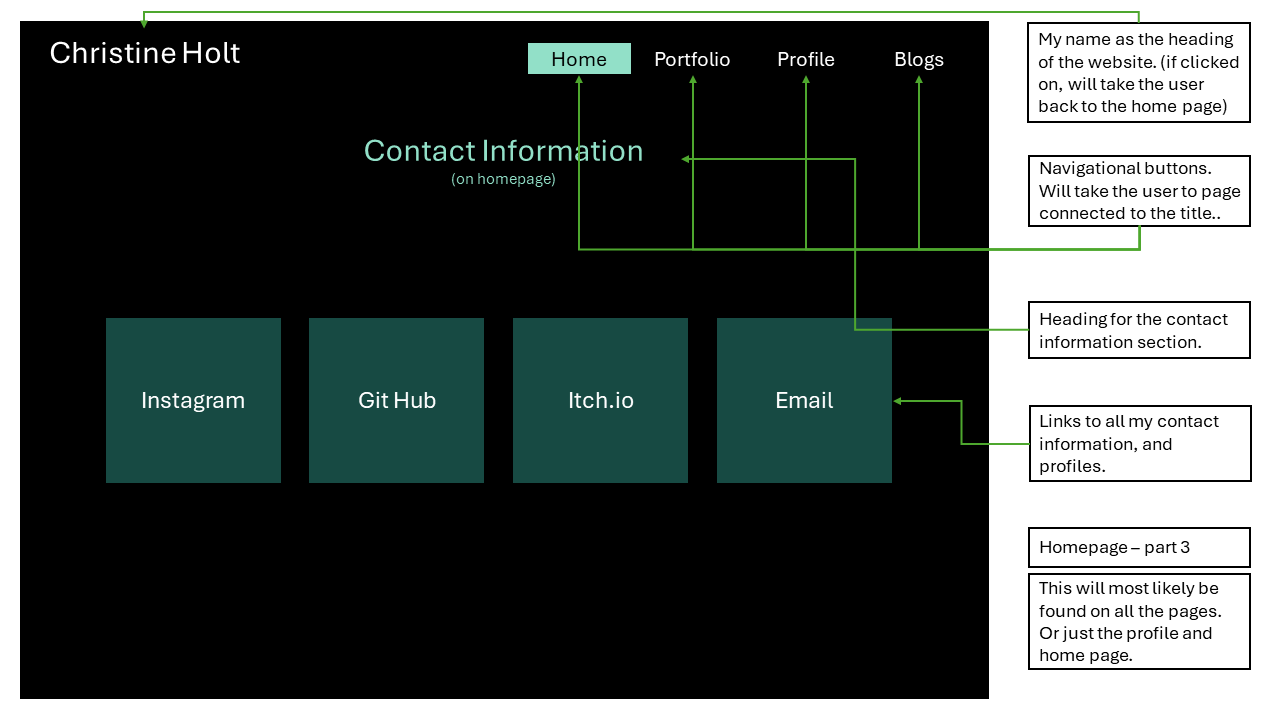 Christine Holt
Home
Portfolio
Profile
Blogs
Contact Information
(on homepage)
Instagram
Git Hub
Itch.io
Email
My name as the heading
of the website. (if clicked
on, will take the user
back to the home page)
Navigational buttons.
Will take the user to page
connected to the title..
Heading for the contact
information section.
Links to all my contact
information, and
profiles.
Homepage – part 3
This will most likely be
found on all the pages.
Or just the profile and
home page.